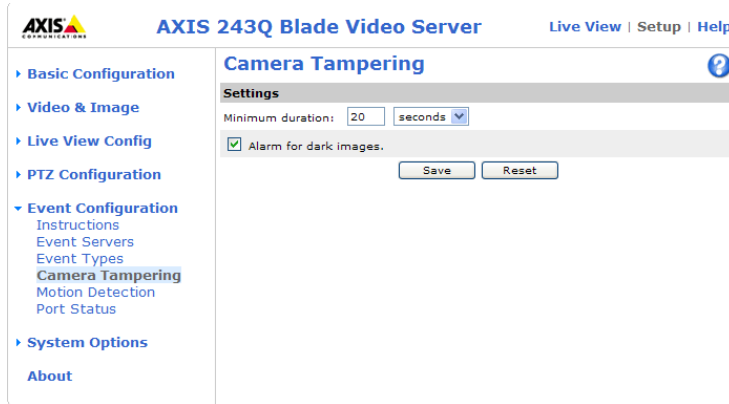 AXIS
COMMUNICATIONS
AXIS 243Q Blade Video Server
Live View | Setup | Help
Basic Configuration
Video & Image
Live View Config
PTZ Configuration
Event Configuration
Instructions
Event Servers
Event Types
Camera Tampering
Motion Detection
Port Status
System Options
About
Camera Tampering
?
Settings
Minimum duration: 20 seconds
Alarm for dark images.
Save Reset